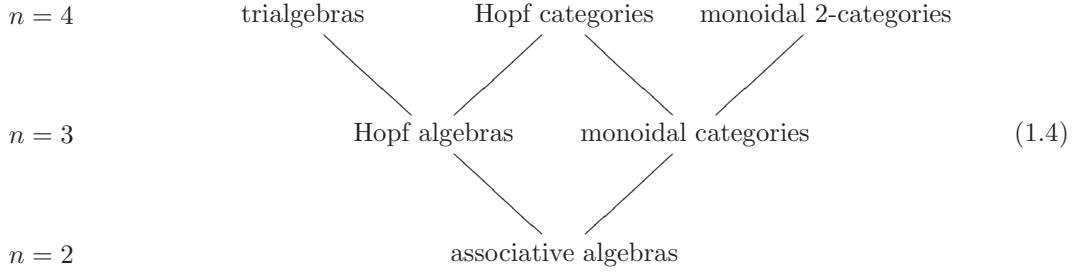 n = 4 trialgebras Hopf categories monoidal 2-categories
n = 3 Hopf algebras monoidal categories (1.4)
n = 2 associative algebras